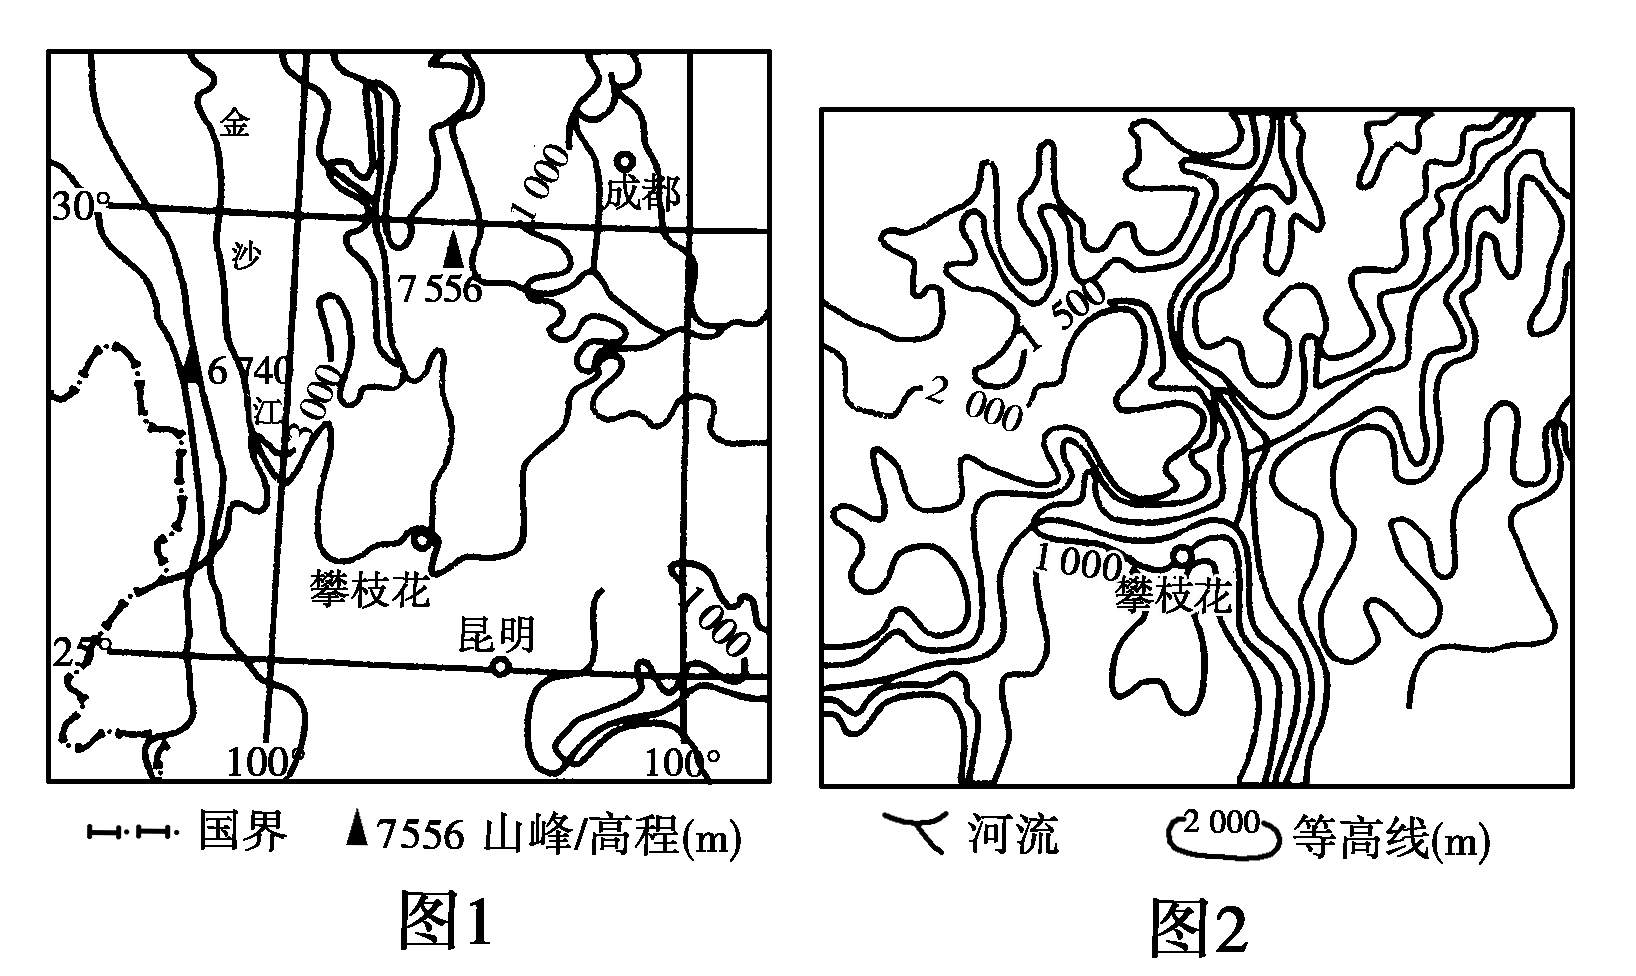 金
沙
江
1 000
成都
30°
7 556
6 740
3 000
攀枝花
昆明
1 000
25°
100°
100°
国界
7556 山峰/高程(m)
图1
1 500
2 000
1 000
攀枝花
河流
2 000
等高线(m)
图2